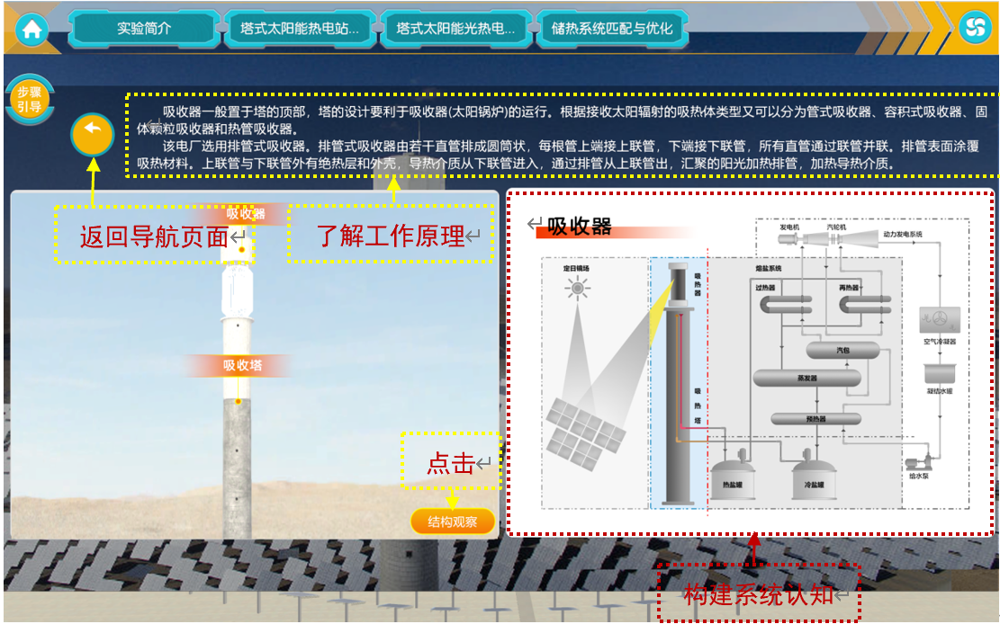 实验简介
塔式太阳能热电站...
塔式太阳能光热电...
储热系统匹配与优化
步骤
引导
吸收器一般置于塔的顶部，塔的设计要利于吸收器(太阳锅炉)的运行。根据接收太阳辐射的吸热体类型又可以分为管式吸收器、容积式吸收器、固
体颗粒吸收器和热管吸收器。
该电厂选用排管式吸收器。排管式吸收器由若干直管排成圆筒状，每根管上端接上联管，下端接下联管，所有直管通过联管并联。排管表面涂覆
吸热材料。上联管与下联管外有绝热层和外壳，导热介质从下联管进入，通过排管从上联管出，汇聚的阳光加热排管，加热导热介质。
吸收器
返回导航页面
了解工作原理
吸收塔
点击
结构观察
吸收器
发电机
汽轮机
动力发电系统
定日镜场
吸热器
熔盐系统
过热器
再热器
空气冷凝器
汽包
蒸发器
凝结水罐
吸热塔
预热器
热盐罐
冷盐罐
给水泵
构建系统认知